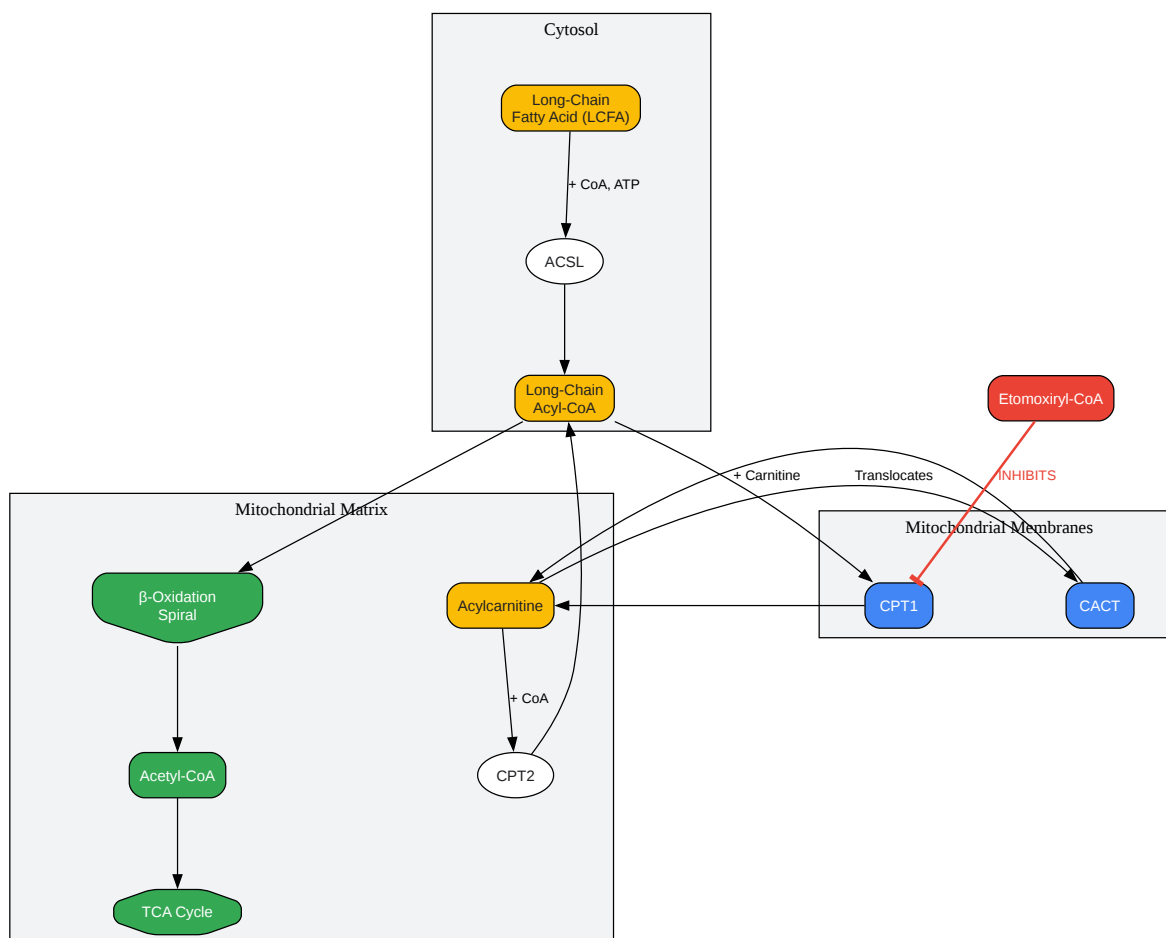 Cytosol
Long-Chain
Fatty Acid (LCFA)
+ CoA, ATP
ACSL
Long-Chain
Acyl-CoA
Etomoxiryl-CoA
+ Carnitine
Translocates
INHIBITS
Mitochondrial Matrix
Mitochondrial Membranes
β-Oxidation
Spiral
Acylcarnitine
CPT1
CACT
+ CoA
Acetyl-CoA
CPT2
TCA Cycle